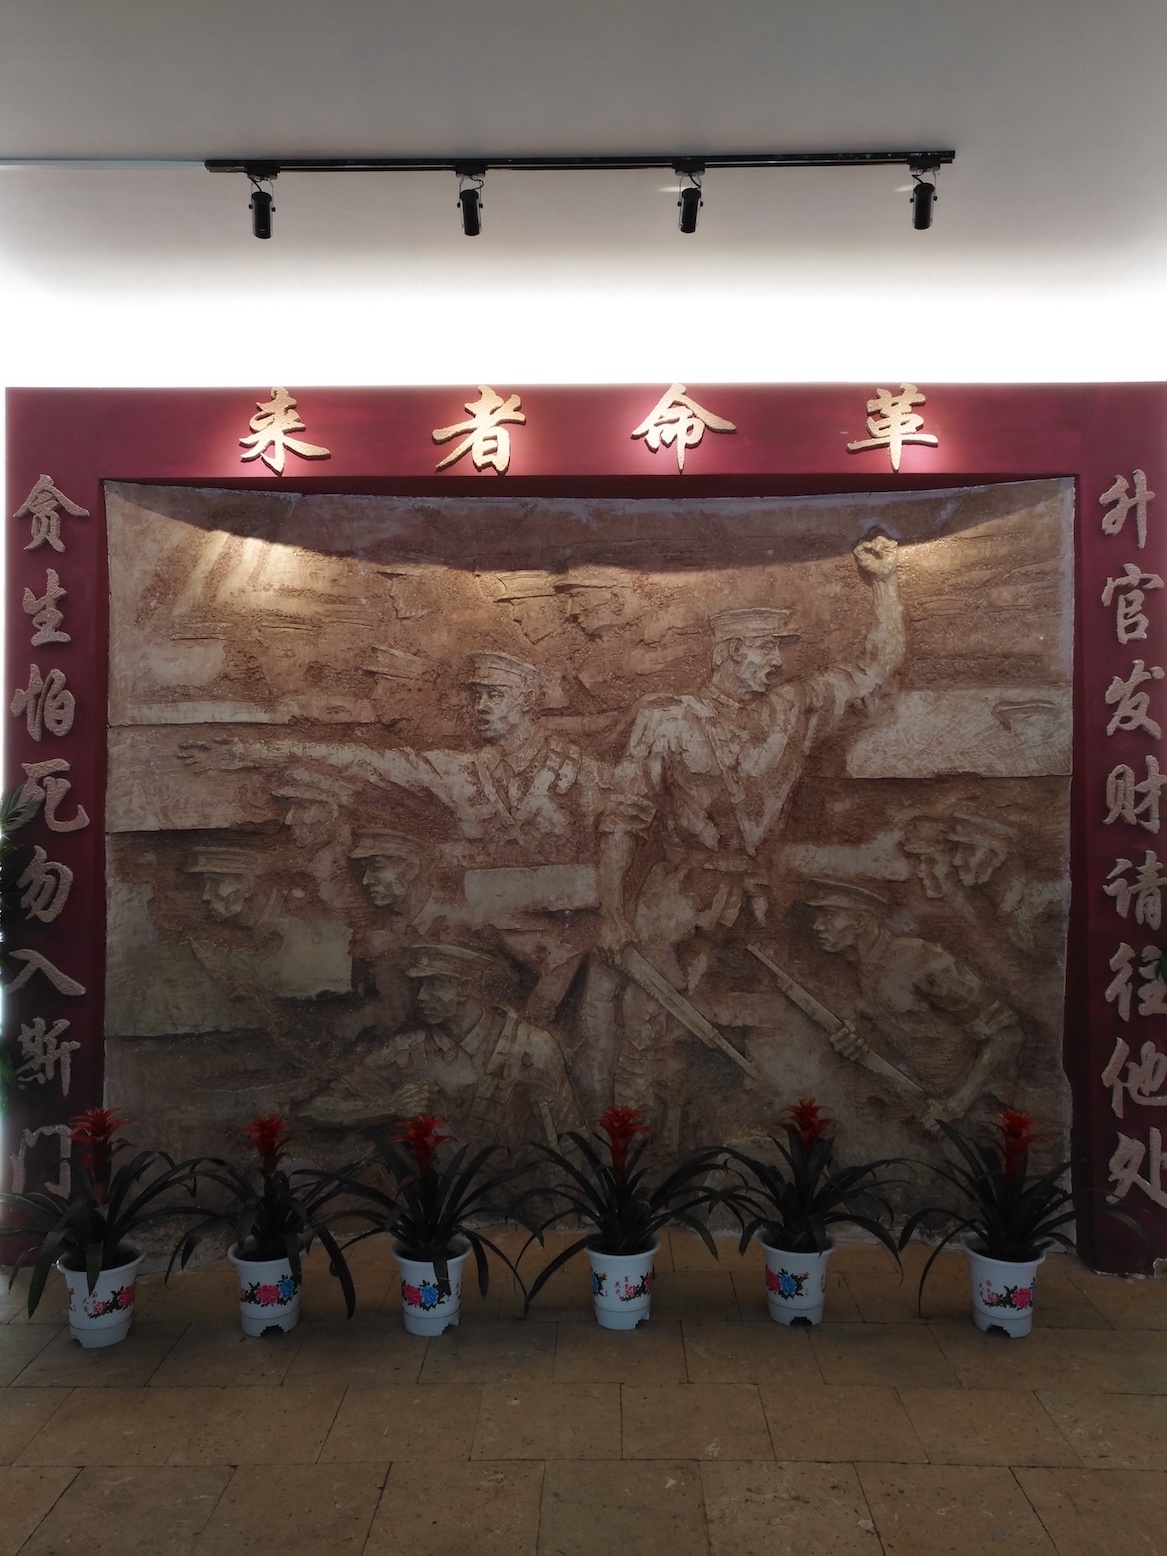 革命者来
升官发财请往他处
贪生怕死勿入斯门